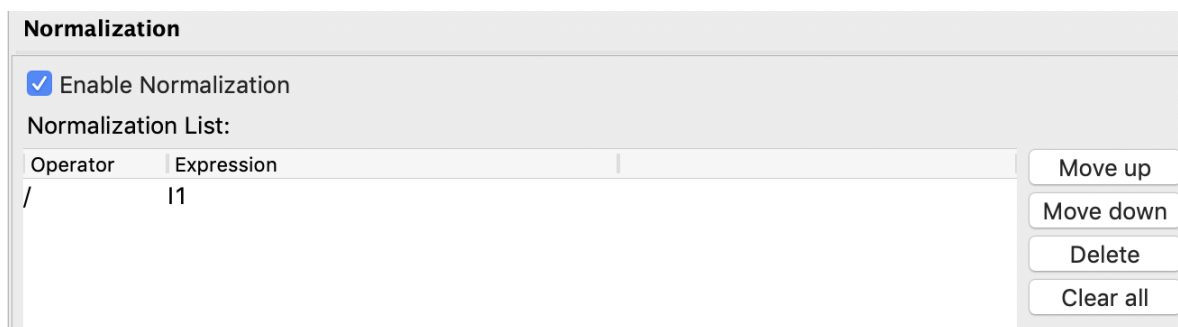 Normalization
Enable Normalization
Normalization List:
Operator Expression
/ I1
Move up
Move down
Delete
Clear all